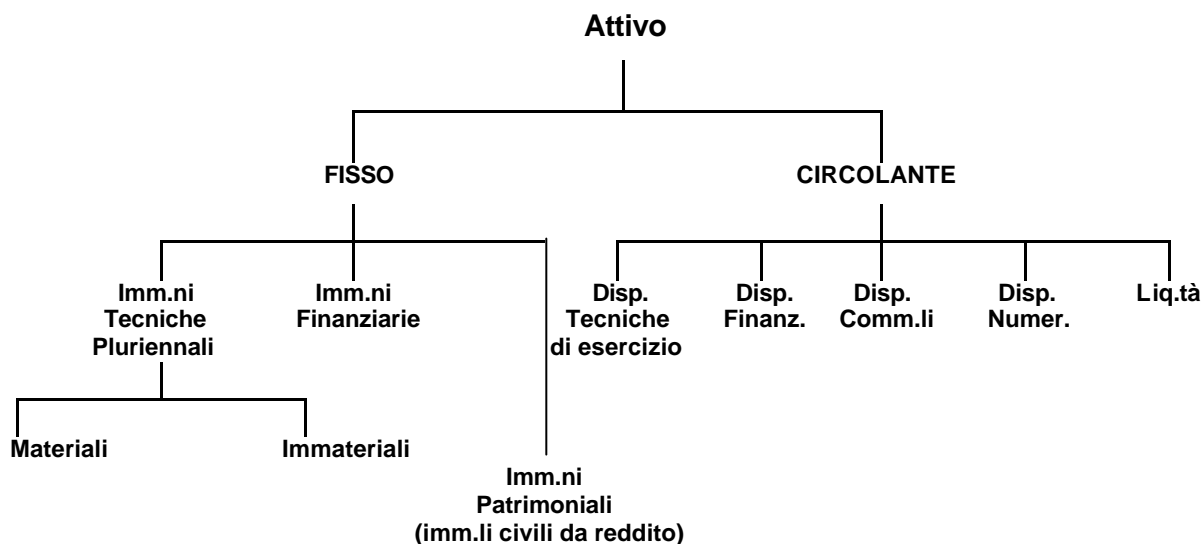 Attivo
FISSO
CIRCOLANTE
Imm.ni
Tecniche
Pluriennali
Imm.ni
Finanziarie
Disp.
Tecniche
di esercizio
Disp.
Finanz.
Disp.
Comm.li
Disp.
Numer.
Liq.tà
Materiali
Immateriali
Imm.ni
Patrimoniali
(imm.li civili da reddito)